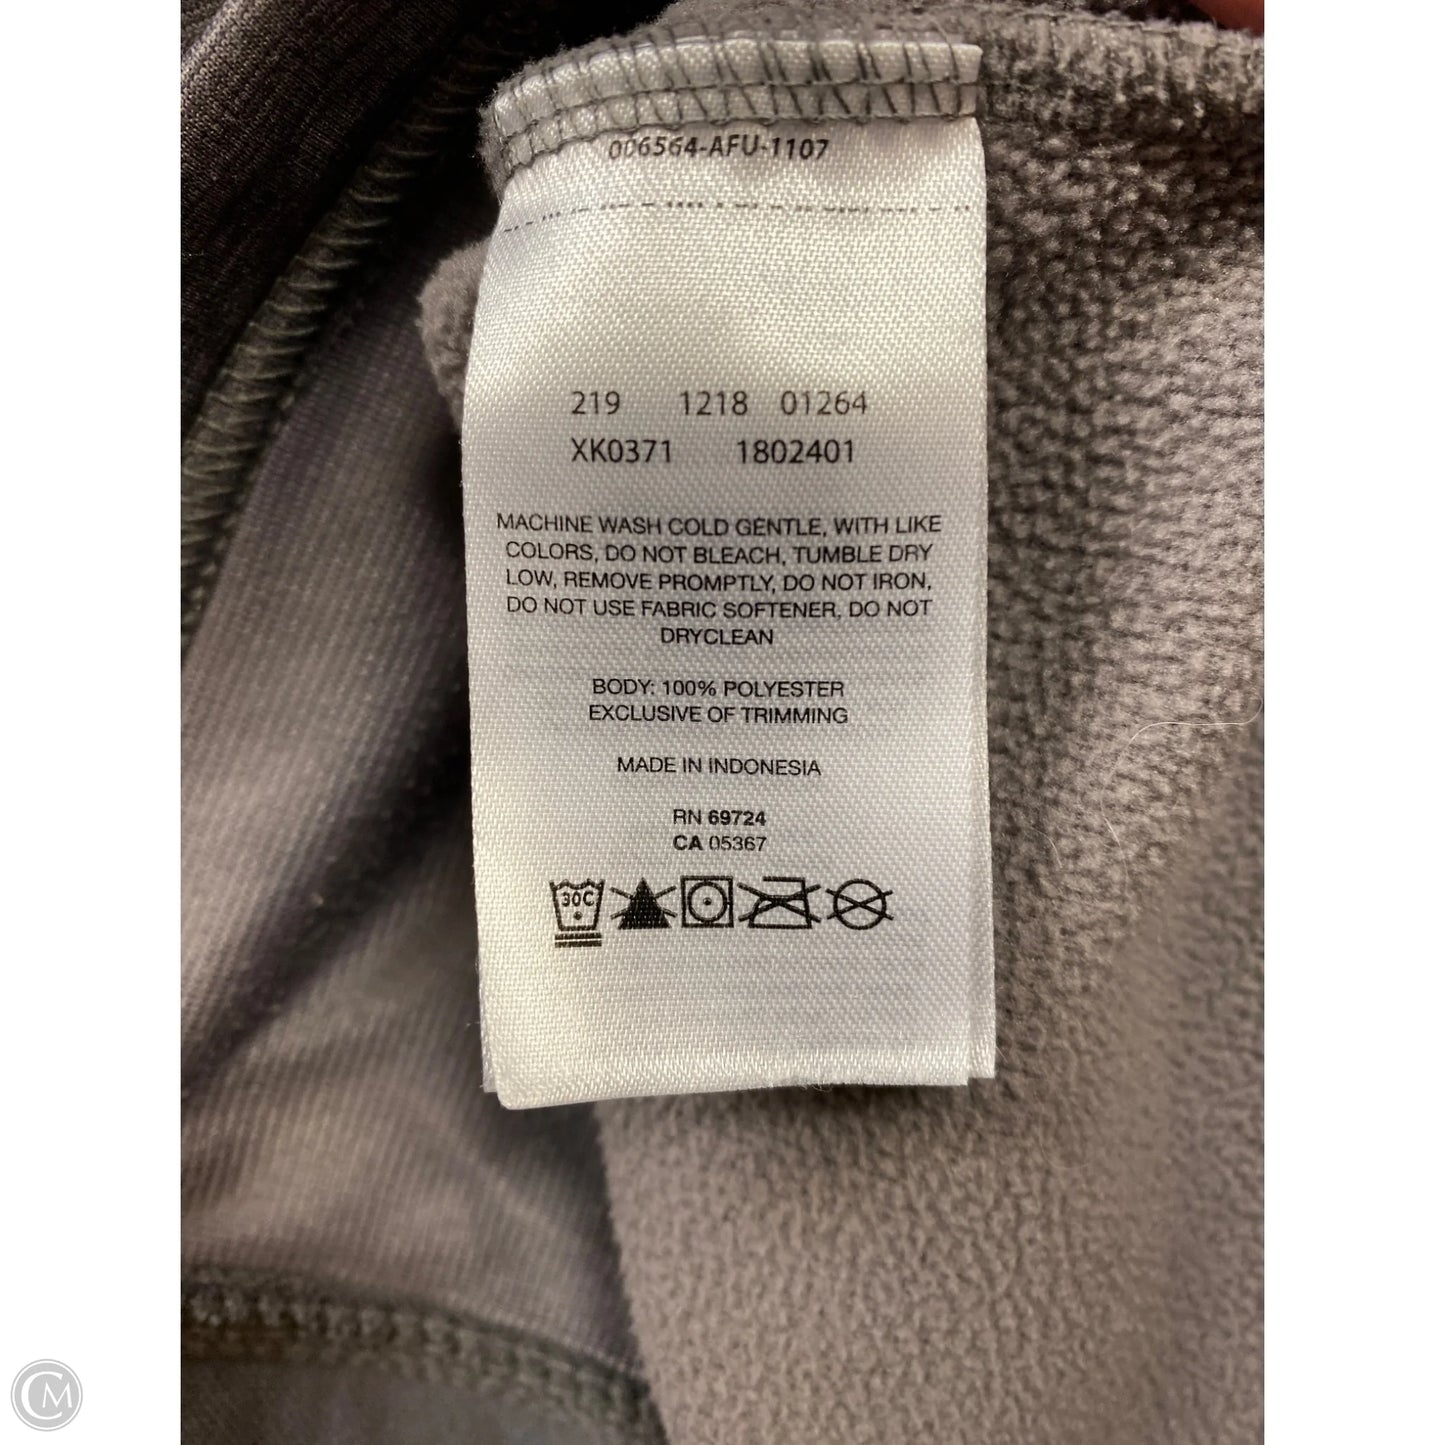 006564-AFU-1107
219 1218 01264
XK0371 1802401
MACHINE WASH COLD GENTLE, WITH LIKE
COLORS, DO NOT BLEACH, TUMBLE DRY
LOW, REMOVE PROMPTLY, DO NOT IRON,
DO NOT USE FABRIC SOFTENER, DO NOT
DRYCLEAN
BODY: 100% POLYESTER
EXCLUSIVE OF TRIMMING
MADE IN INDONESIA
RN 69724
CA 05367
30C
CM